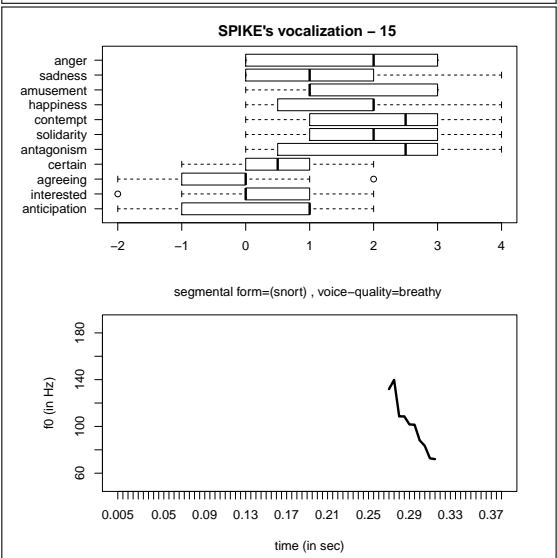 SPIKE's vocalization − 15
anger
sadness
amusement
happiness
contempt
solidarity
antagonism
certain
agreeing
interested
anticipation
−2 −1 0 1 2 3 4
segmental form=(snort) , voice−quality=breathy
f0 (in Hz)
180
140
100
60
0.005 0.05 0.09 0.13 0.17 0.21 0.25 0.29 0.33 0.37
time (in sec)